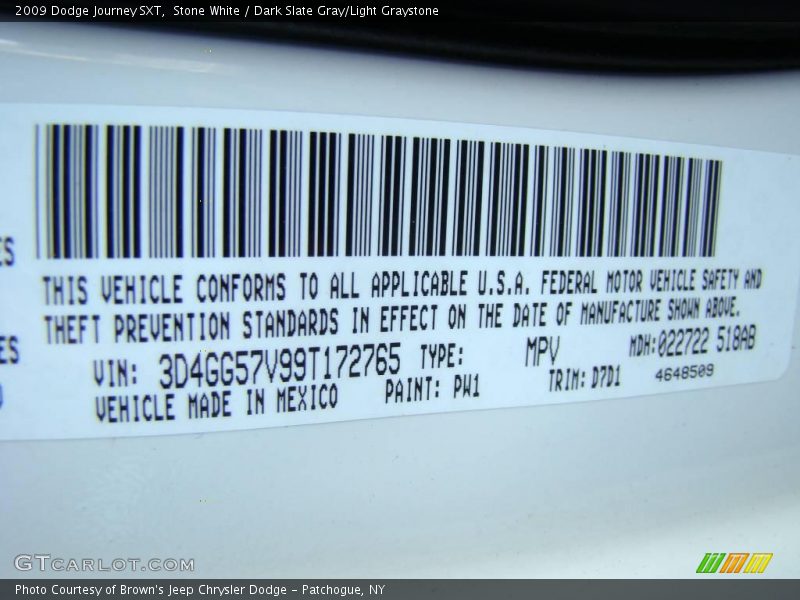 2009 Dodge Journey SXT, Stone White / Dark Slate Gray/Light Graystone
ES
THIS VEHICLE CONFORMS TO ALL APPLICABLE U.S.A. FEDERAL MOTOR VEHICLE SAFETY AND
THEFT PREVENTION STANDARDS IN EFFECT ON THE DATE OF MANUFACTURE SHOWN ABOVE.
ES
VIN: 3D4GG57V99T172765 TYPE: MPV MDH:022722 518AB
VEHICLE MADE IN MEXICO PAINT: PW1 TRIM: D7D1 4648509
GTCARLOT.COM
Photo Courtesy of Brown's Jeep Chrysler Dodge - Patchogue, NY